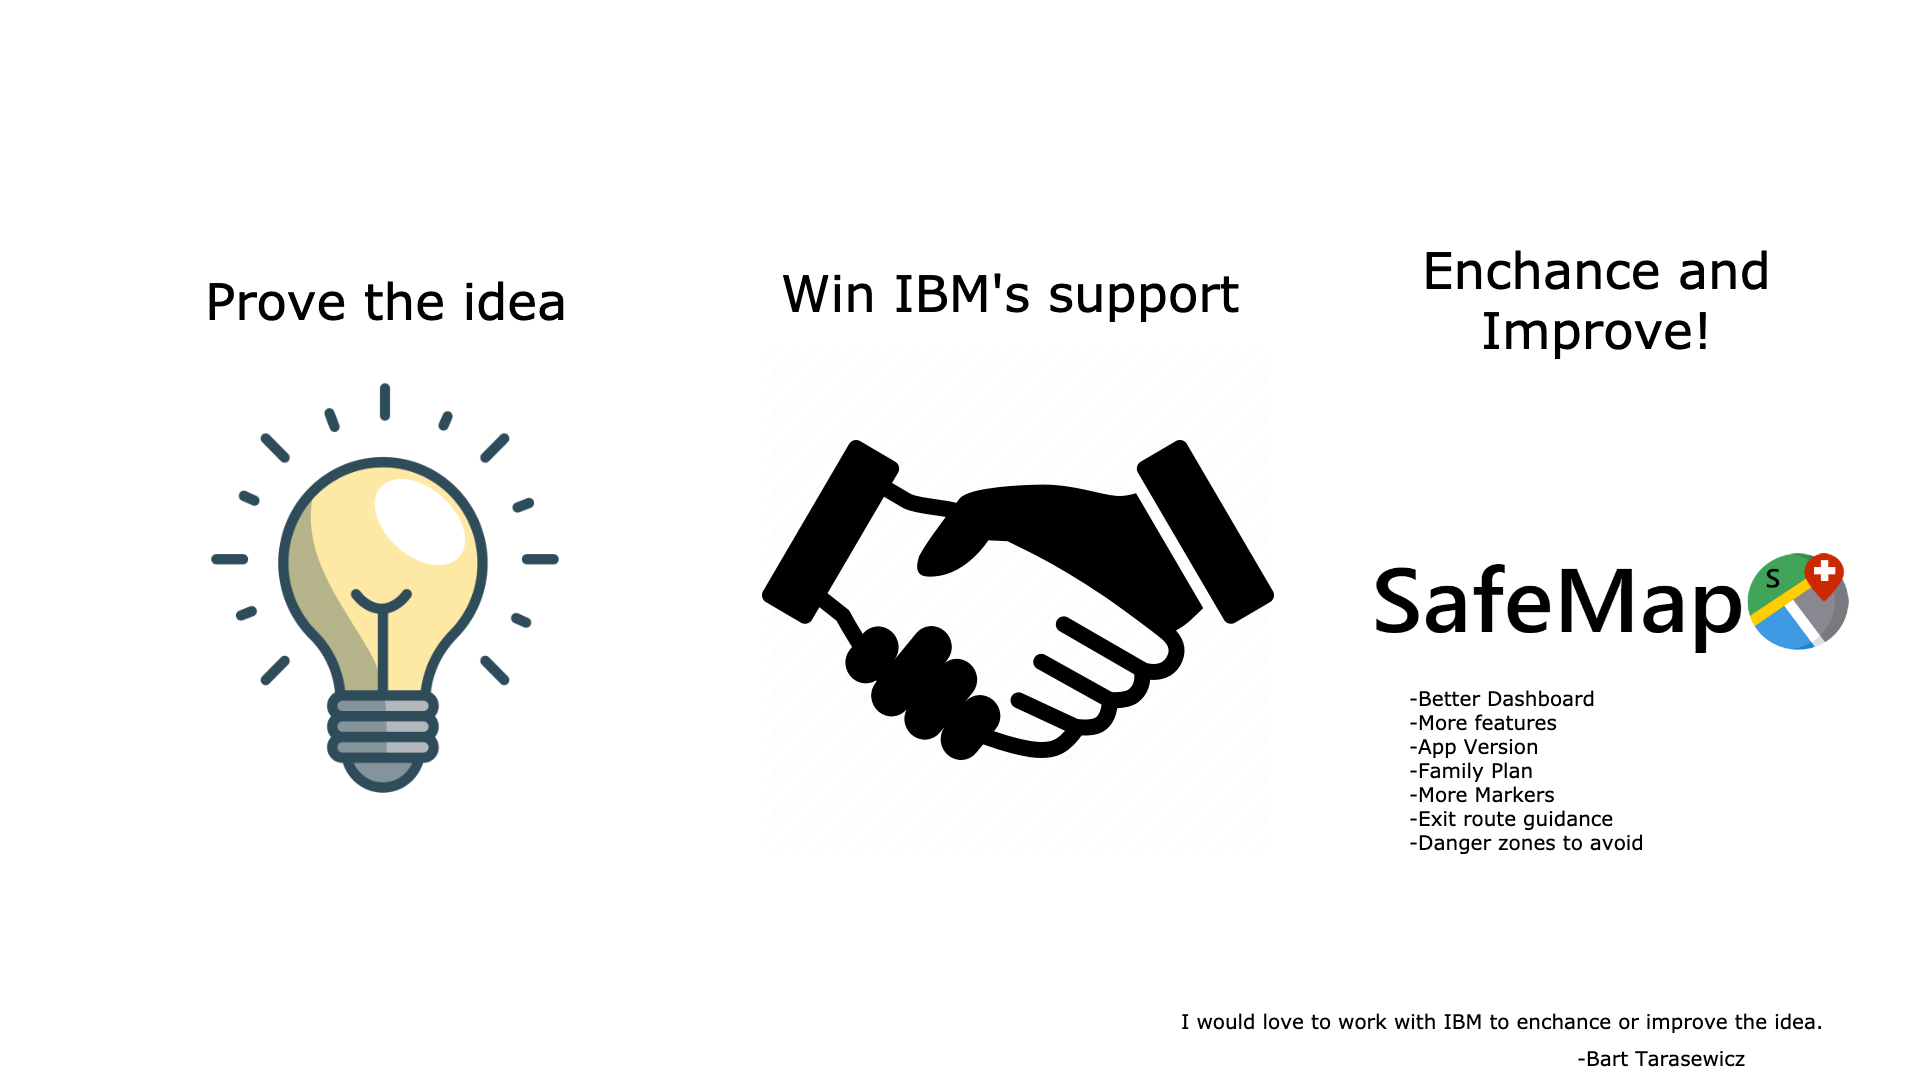 Prove the idea
Win IBM's support
Enchance and
Improve!
SafeMap
S
-Better Dashboard
-More features
-App Version
-Family Plan
-More Markers
-Exit route guidance
-Danger zones to avoid
I would love to work with IBM to enchance or improve the idea.
-Bart Tarasewicz